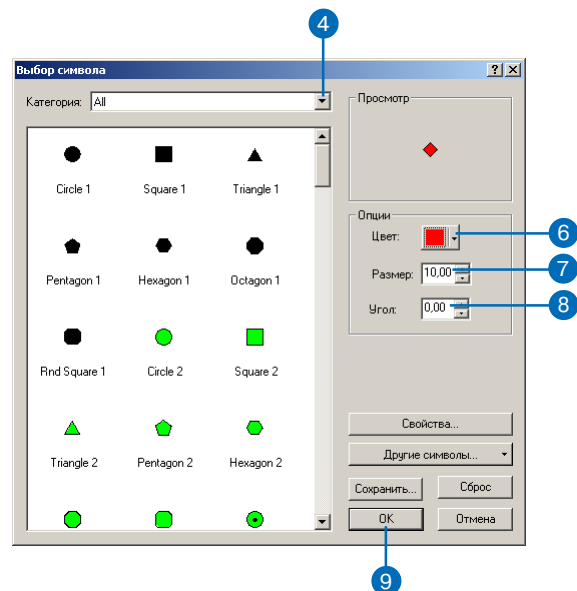 4
Выбор символа
Категория: All
Circle 1 Square 1 Triangle 1
Pentagon 1 Hexagon 1 Octagon 1
Rnd Square 1 Circle 2 Square 2
Triangle 2 Pentagon 2 Hexagon 2
Просмотр
Опции
Цвет:
6
Размер: 10,00
7
Угол: 0,00
8
Свойства...
Другие символы...
Сохранить... Сброс
OK Отмена
9